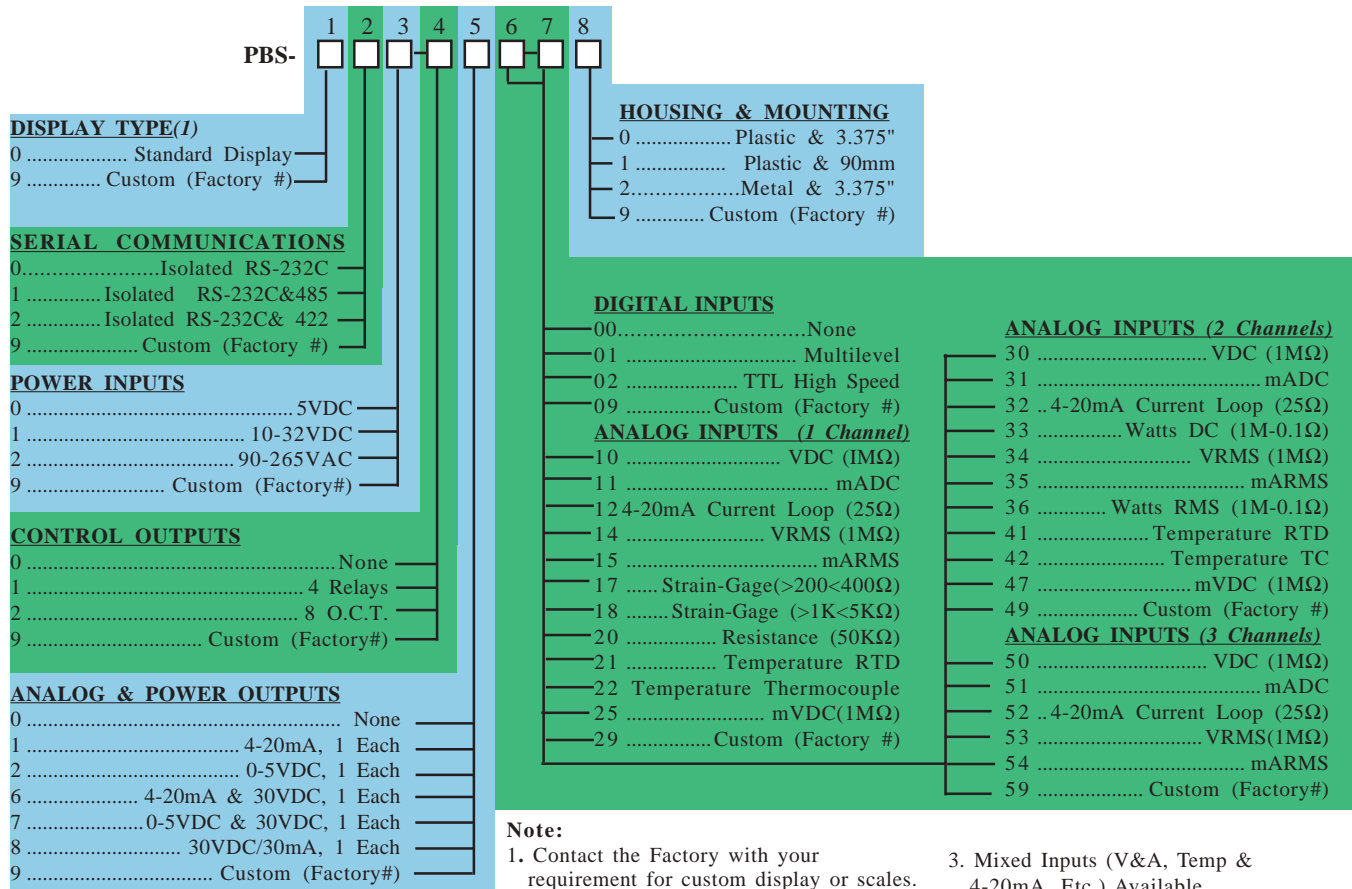 1 2 3 4 5 6 7 8
PBS-
DISPLAY TYPE(1)
0 ................... Standard Display
9 .............. Custom (Factory #)
SERIAL COMMUNICATIONS
0......................Isolated RS-232C
1 ..............Isolated RS-232C&485
2 ..............Isolated RS-232C& 422
9 ..................... Custom (Factory #)
POWER INPUTS
0 .................................................. 5VDC
1 ......................................... 10-32VDC
2 ....................................... 90-265VAC
9 .......................... Custom (Factory#)
CONTROL OUTPUTS
0 .......................................................... None
1 .................................................... 4 Relays
2 ................................................... 8 O.C.T.
9 ................................. Custom (Factory#)
ANALOG & POWER OUTPUTS
0 ........................................................... None
1 ........................................ 4-20mA, 1 Each
2 ........................................ 0-5VDC, 1 Each
6 ..................... 4-20mA & 30VDC, 1 Each
7 ......................0-5VDC & 30VDC, 1 Each
8 ............................. 30VDC/30mA, 1 Each
9 ................................... Custom (Factory#)
HOUSING & MOUNTING
0 ..................Plastic & 3.375"
1 ................. Plastic & 90mm
2..................Metal & 3.375"
9 ............. Custom (Factory #)
DIGITAL INPUTS
00..............................None
01 ................................ Multilevel
02 ..................... TTL High Speed
09 ................Custom (Factory #)
ANALOG INPUTS (1 Channel)
10 ............................. VDC (IMΩ)
11 ....................................... mADC
12 4-20mA Current Loop (25Ω)
14 .......................... VRMS (1MΩ)
15 .....................................mARMS
17 ......Strain-Gage(>200<400Ω)
18 .......Strain-Gage (>1K<5KΩ)
20 ................ Resistance (50KΩ)
21 ................. Temperature RTD
22 Temperature Thermocouple
25 .......................... mVDC(1MΩ)
29 ................Custom (Factory #)
ANALOG INPUTS (2 Channels)
30 ................................VDC (1MΩ)
31 .......................................... mADC
32 ..4-20mA Current Loop (25Ω)
33 ................Watts DC (1M-0.1Ω)
34 ............................. VRMS (1MΩ)
35 ........................................ mARMS
36 ............Watts RMS (1M-0.1Ω)
41 ......................Temperature RTD
42 ........................ Temperature TC
47 .............................mVDC (1MΩ)
49 ................... Custom (Factory #)
ANALOG INPUTS (3 Channels)
50 ................................ VDC (1MΩ)
51 .......................................... mADC
52 ..4-20mA Current Loop (25Ω)
53 ...............................VRMS(1MΩ)
54 ........................................ mARMS
59 .................... Custom (Factory#)
Note:
1. Contact the Factory with your
requirement for custom display or scales.
3. Mixed Inputs (V&A, Temp &
4-20mA, Etc.) Available